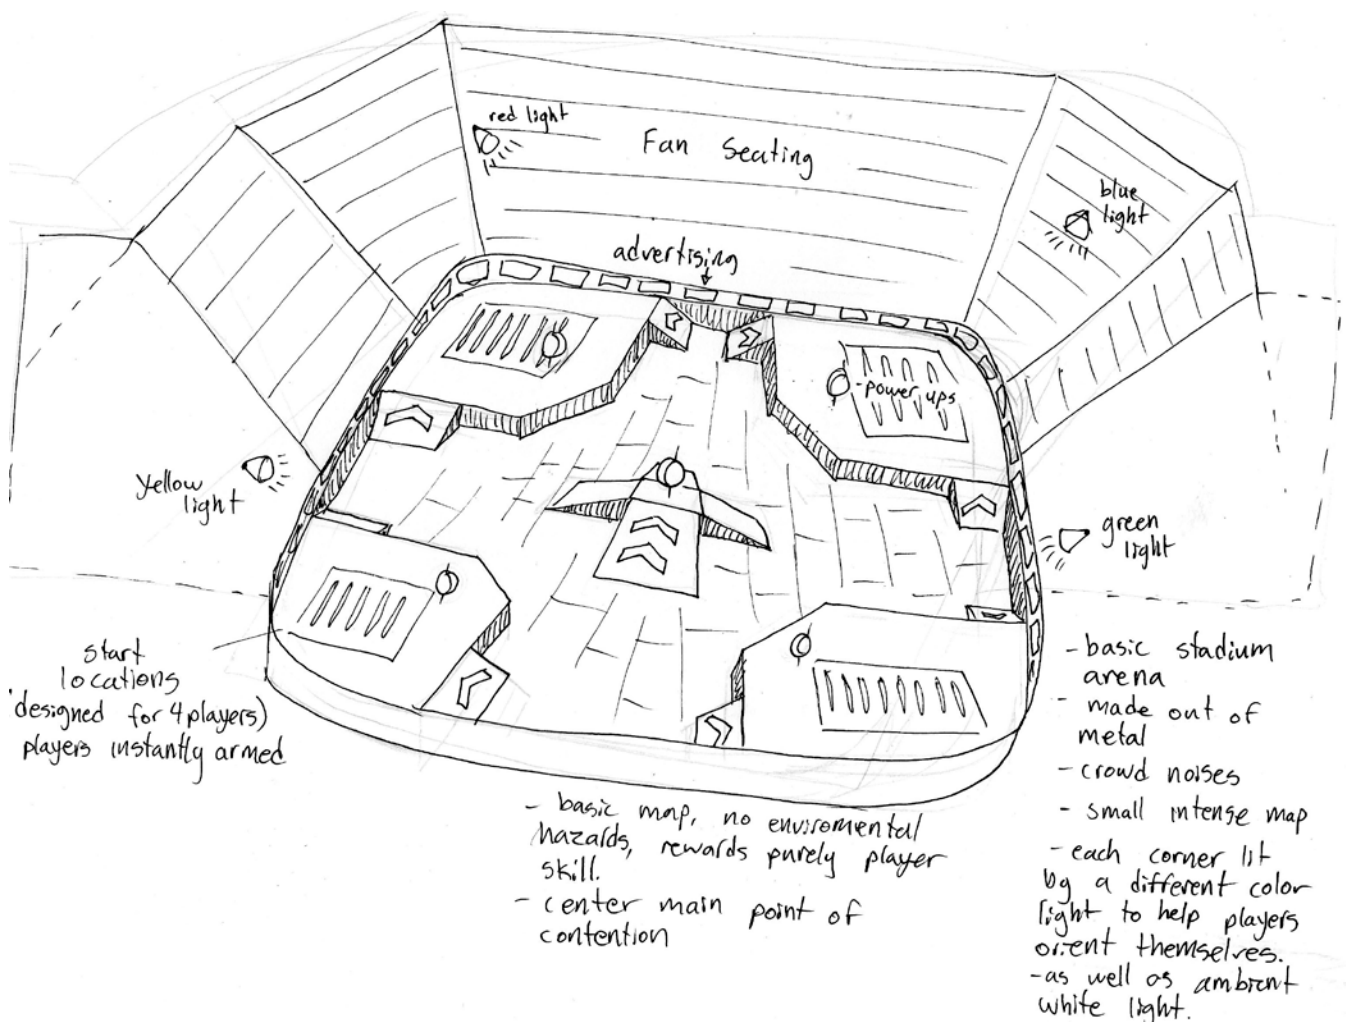 red light
Fan Seating
blue
light
advertising
-power ups
yellow
light
green
light
start
locations
(designed for 4 players)
players instantly armed
- basic map, no enviromental
hazards, rewards purely player
skill.
- center main point of
contention
- basic stadium
arena
- made out of
metal
- crowd noises
- small intense map
- each corner lit
by a different color
light to help players
orient themselves.
- as well as ambient
white light.